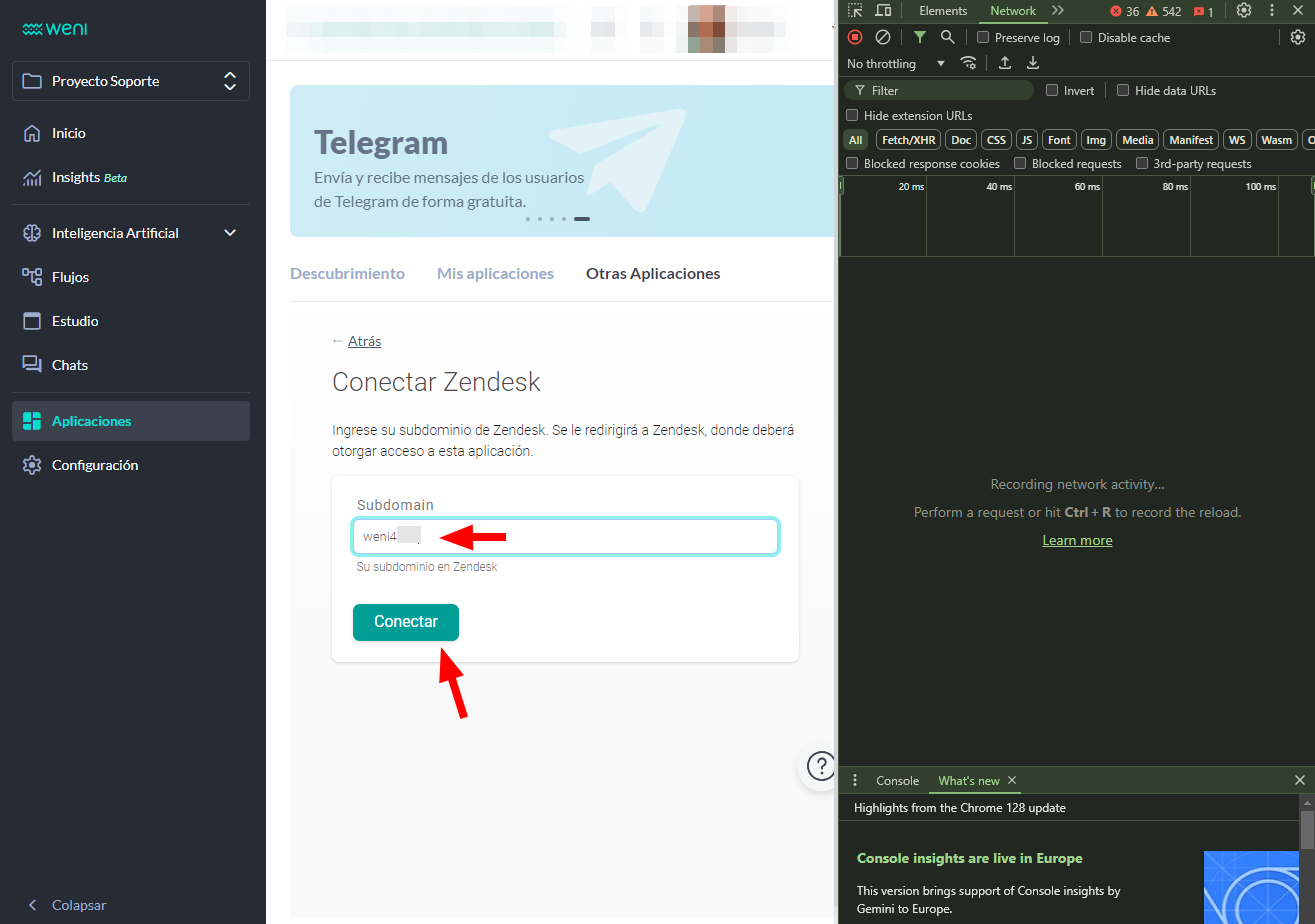 weni
Proyecto Soporte
Inicio
Insights Beta
Inteligencia Artificial
Flujos
Estudio
Chats
Aplicaciones
Configuración
Colapsar
Telegram
Envía y recibe mensajes de los usuarios
de Telegram de forma gratuita.
Descubrimiento Mis aplicaciones Otras Aplicaciones
← Atrás
Conectar Zendesk
Ingrese su subdominio de Zendesk. Se le redirigirá a Zendesk, donde deberá
otorgar acceso a esta aplicación.
Subdomain
weni4
Su subdominio en Zendesk
Conectar
?
Elements Network 36 542 1
Preserve log Disable cache
No throttling
Filter Invert Hide data URLs
Hide extension URLs
All Fetch/XHR Doc CSS JS Font Img Media Manifest WS Wasm
Blocked response cookies Blocked requests 3rd-party requests
20 ms 40 ms 60 ms 80 ms 100 ms
Recording network activity...
Perform a request or hit Ctrl + R to record the reload.
Learn more
Console What's new
Highlights from the Chrome 128 update
Console insights are live in Europe
This version brings support of Console insights by
Gemini to Europe.